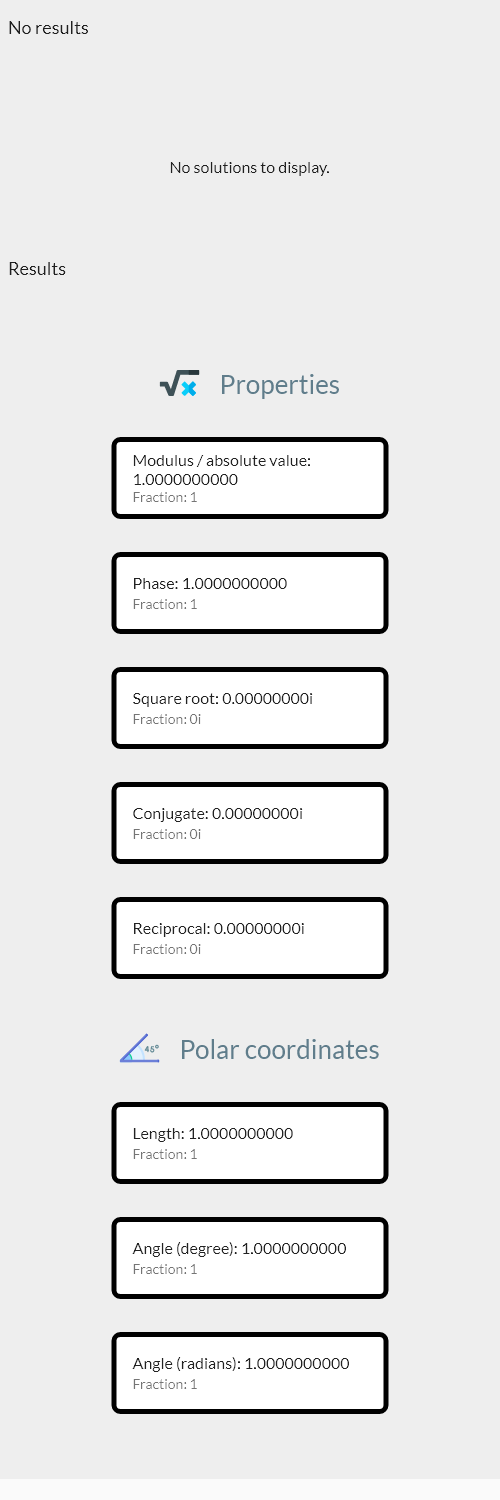 No results
No solutions to display.
Results
Properties
Modulus / absolute value:
1.0000000000
Fraction: 1
Phase: 1.0000000000
Fraction: 1
Square root: 0.00000000i
Fraction: 0i
Conjugate: 0.00000000i
Fraction: 0i
Reciprocal: 0.00000000i
Fraction: 0i
45°
Polar coordinates
Length: 1.0000000000
Fraction: 1
Angle (degree): 1.0000000000
Fraction: 1
Angle (radians): 1.0000000000
Fraction: 1